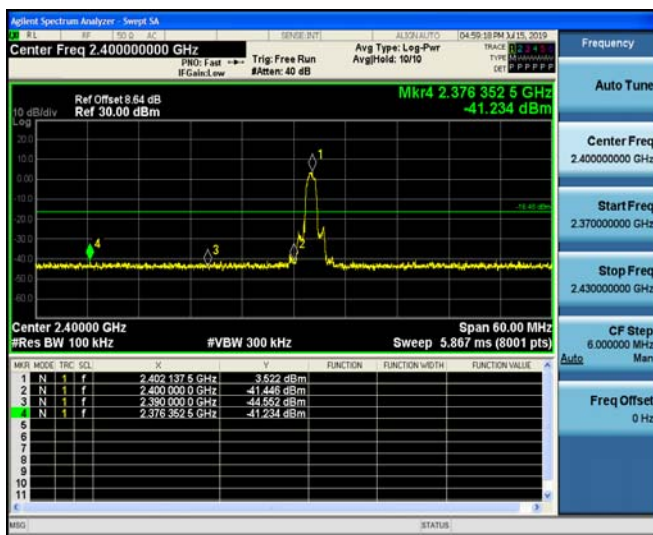 Agilent Spectrum Analyzer - Swept SA
RL RF 50 Ω AC SENSE:INT ALIGNAUTO 04:59:18 PM Jul 15, 2019
Center Freq 2.400000000 GHz
PNO: Fast
IFGain:Low
Trig: Free Run
#Atten: 40 dB
Avg Type: Log-Pwr
Avg|Hold: 10/10
TRACE 1 2 3 4 5 6
TYPE
DET P P P P P P
Ref Offset 8.64 dB
Ref 30.00 dBm
10 dB/div
Log
Mkr4 2.376 352 5 GHz
-41.234 dBm
20.0
10.0
0.00
-10.0
-20.0
-30.0
-40.0
-50.0
-60.0
1
2
3
4
Center 2.40000 GHz
#Res BW 100 kHz
#VBW 300 kHz
Span 60.00 MHz
Sweep 5.867 ms (8001 pts)
MKR MODE TRC SCL X Y FUNCTION FUNCTION WIDTH FUNCTION VALUE
1 N 1 f 2.402 137 5 GHz 3.522 dBm
2 N 1 f 2.400 000 0 GHz -41.446 dBm
3 N 1 f 2.390 000 0 GHz -44.552 dBm
4 N 1 f 2.376 352 5 GHz -41.234 dBm
5
6
7
8
9
10
11
MSG
STATUS
Frequency
Auto Tune
Center Freq
2.400000000 GHz
Start Freq
2.370000000 GHz
Stop Freq
2.430000000 GHz
CF Step
6.000000 MHz
Auto Man
Freq Offset
0 Hz